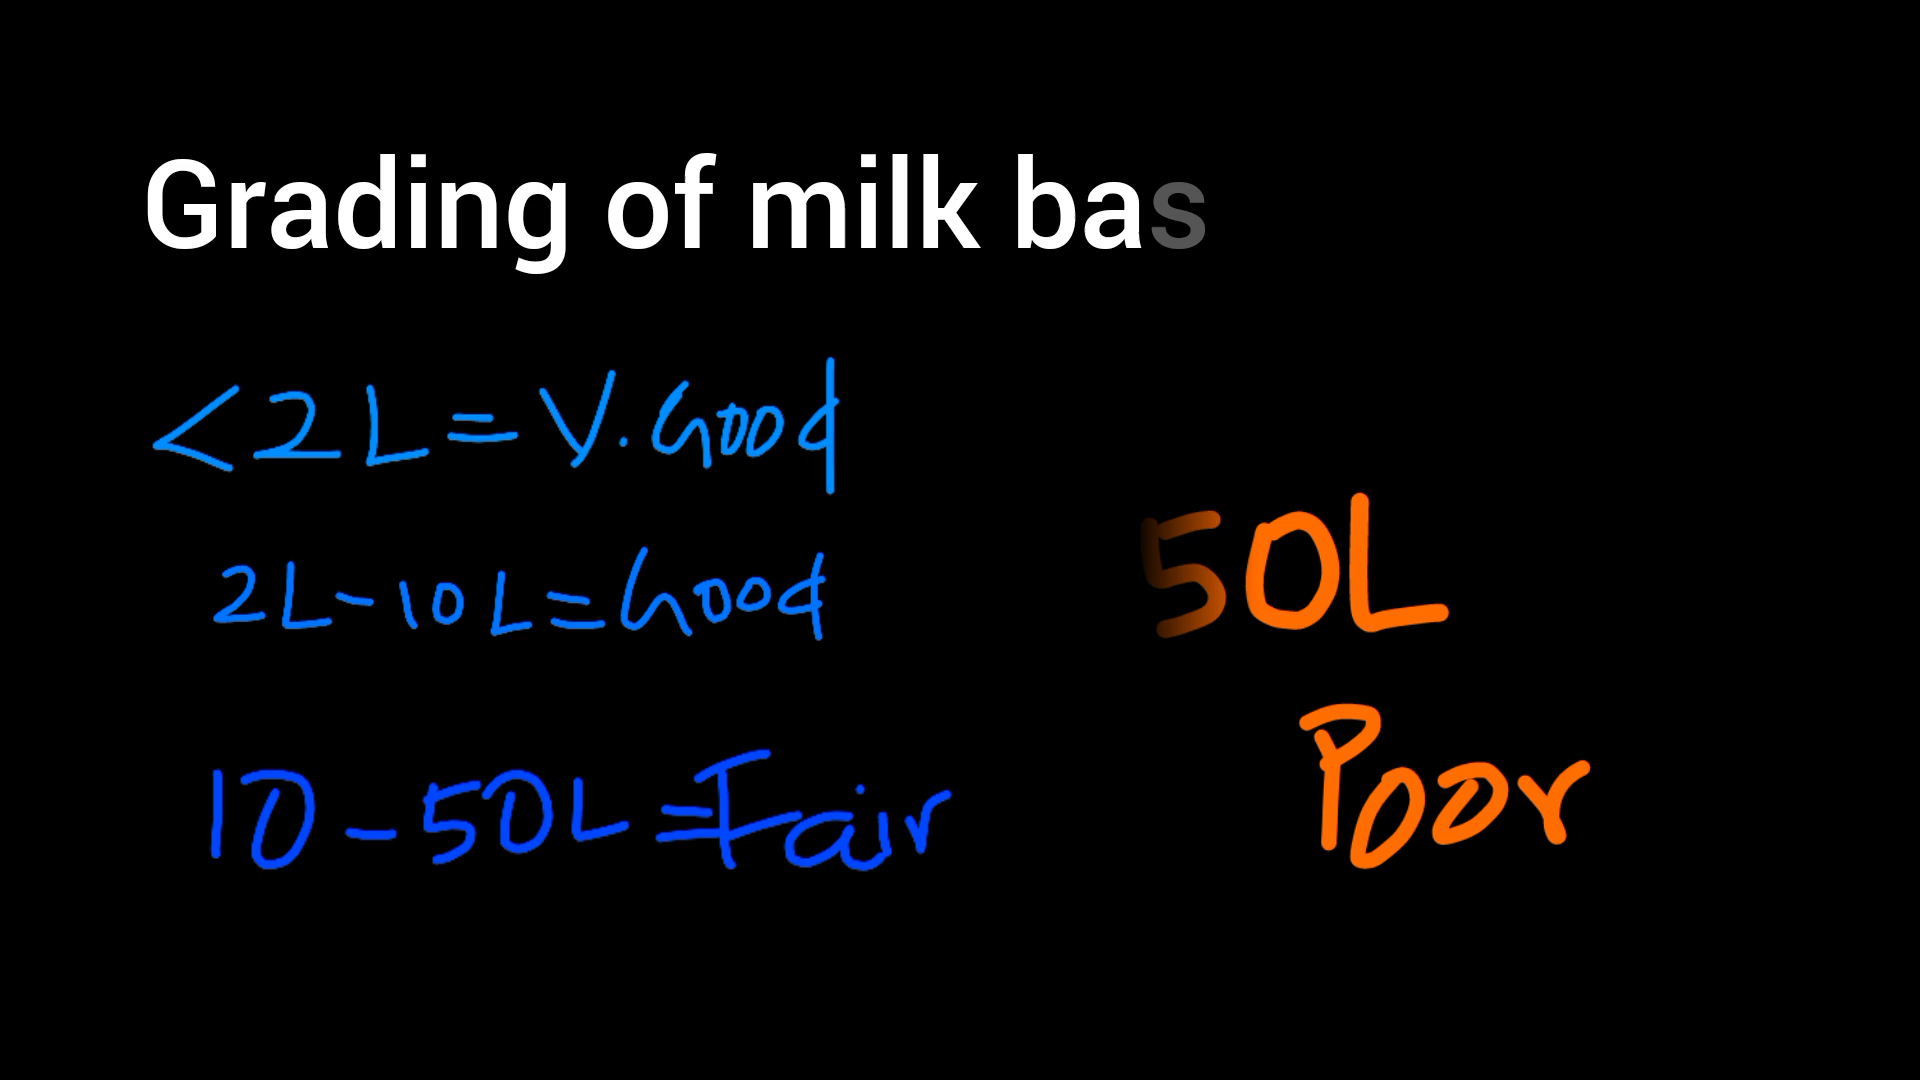 Grading of milk bas
<2L=V.Good
2L-10L=Good
10-50L=Fair
50L
Poor